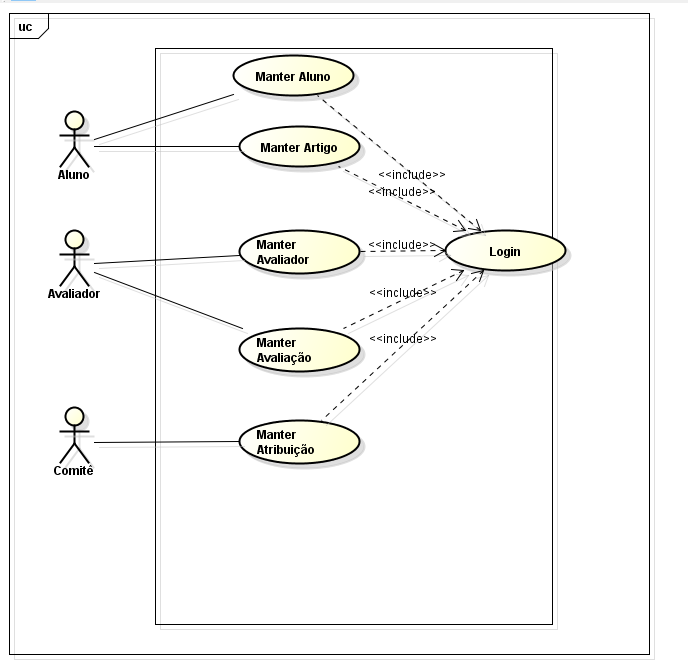 uc
Manter Aluno
Manter Artigo
Aluno
<<include>>
<<include>>
Manter
Avaliador
<<include>>
Login
Avaliador
<<include>>
Manter
Avaliação
<<include>>
Manter
Atribuição
Comitê